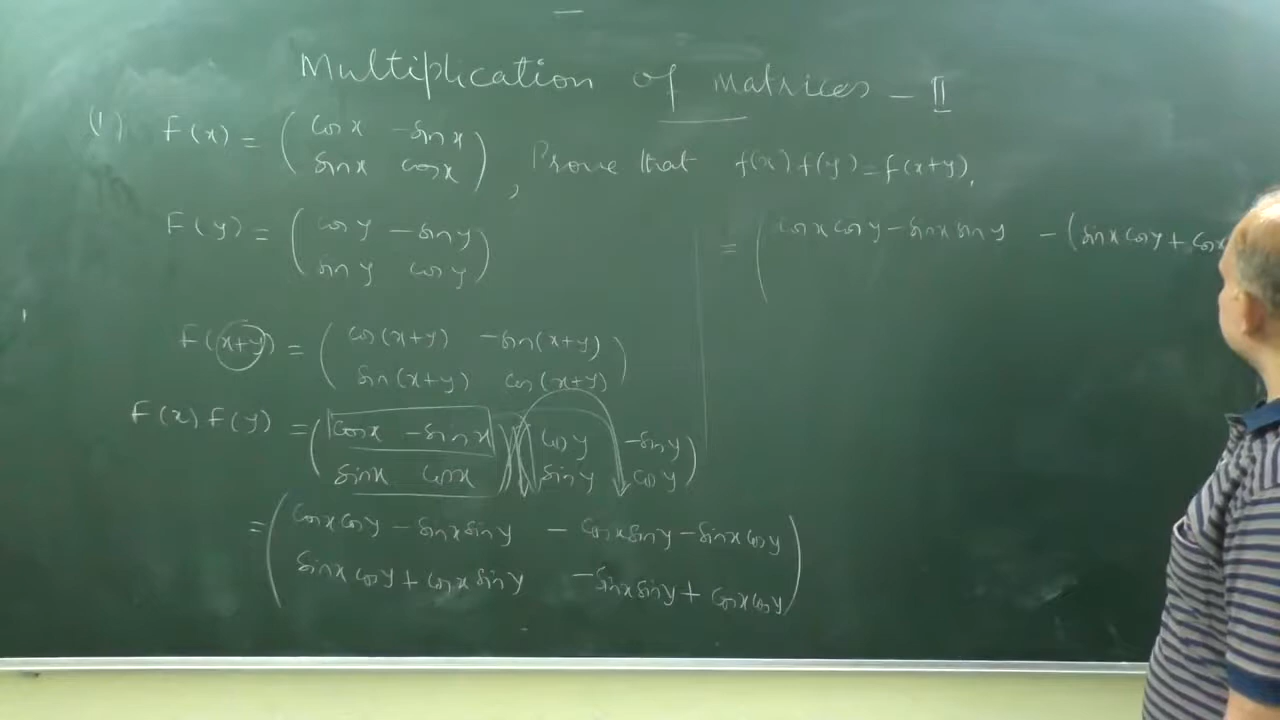 Multiplication of matrices - II
(1) F(x) = ( cos x -sin x
sin x cos x ) , Prove that f(x) f(y) = f(x+y).
F(y) = ( cos y - sin y
sin y cos y )
F(x+y) = ( cos(x+y) -sin(x+y)
sin(x+y) cos(x+y) )
F(x) F(y) = ( cos x -sin x ) ( cos y -sin y
sin x cos x sin y cos y )
= ( cos x cos y - sin x sin y - cos x sin y - sin x cos y
sin x cos y + cos x sin y - sin x sin y + cos x cos y )
= ( cos x cos y - sin x sin y - (sin x cos y + cos x